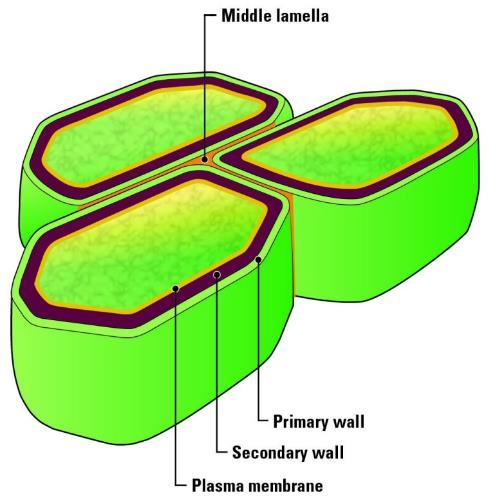 Middle lamella
Primary wall
Secondary wall
Plasma membrane